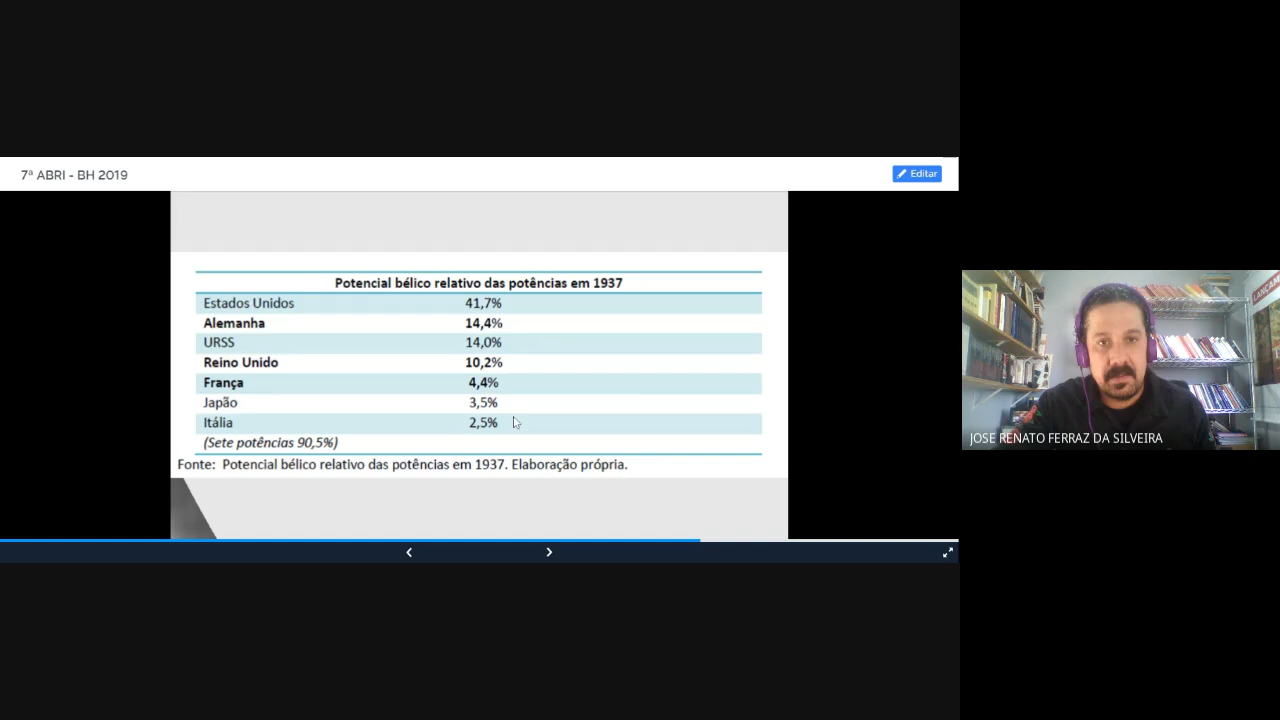 7ª ABRI - BH 2019
Editar
Potencial bélico relativo das potências em 1937
Estados Unidos 41,7%
Alemanha 14,4%
URSS 14,0%
Reino Unido 10,2%
França 4,4%
Japão 3,5%
Itália 2,5%
(Sete potências 90,5%)
Fonte: Potencial bélico relativo das potências em 1937. Elaboração própria.
JOSE RENATO FERRAZ DA SILVEIRA